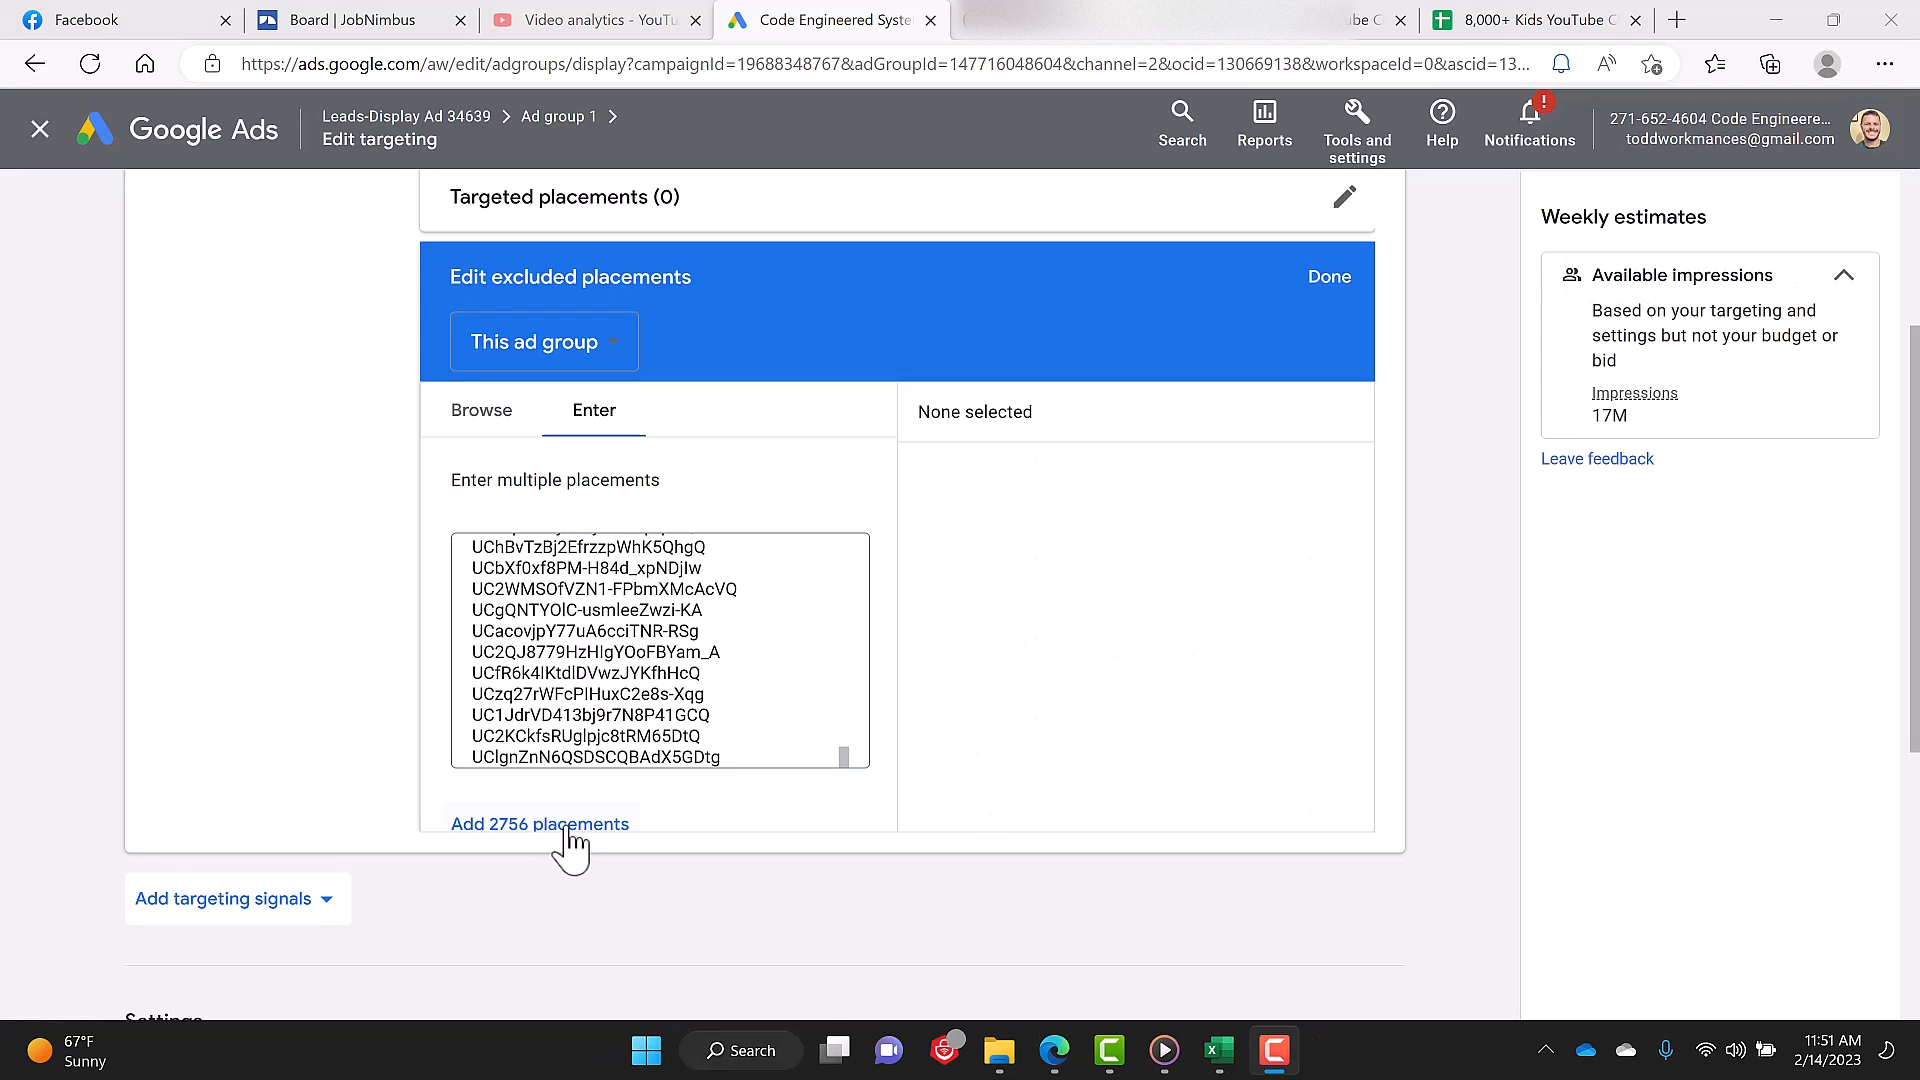 Facebook
Board | JobNimbus
Video analytics - YouTu
Code Engineered Syste
ube C
8,000+ Kids YouTube C
https://ads.google.com/aw/edit/adgroups/display?campaignId=19688348767&adGroupId=147716048604&channel=2&ocid=130669138&workspaceId=0&ascid=13...
Google Ads
Leads-Display Ad 34639 > Ad group 1 >
Edit targeting
Search
Reports
Tools and settings
Help
Notifications
271-652-4604 Code Engineere...
toddworkmances@gmail.com
Targeted placements (0)
Edit excluded placements
Done
This ad group
Browse
Enter
None selected
Enter multiple placements
UChBvTzBj2EfrzzpWhK5QhgQ
UCbXf0xf8PM-H84d_xpNDjIw
UC2WMSOfVZN1-FPbmXMcAcVQ
UCgQNTYOlC-usmleeZwzi-KA
UCacovjpY77uA6cciTNR-RSg
UC2QJ8779HzHIgYOoFBYam_A
UCfR6k4IKtdlDVwzJYKfhHcQ
UCzq27rWFcPIHuxC2e8s-Xqg
UC1JdrVD413bj9r7N8P41GCQ
UC2KCkfsRUglpjc8tRM65DtQ
UClgnZnN6QSDSCQBAdX5GDtg
Add 2756 placements
Add targeting signals
Settings
Weekly estimates
Available impressions
Based on your targeting and
settings but not your budget or
bid
Impressions
17M
Leave feedback
67°F
Sunny
Search
11:51 AM
2/14/2023